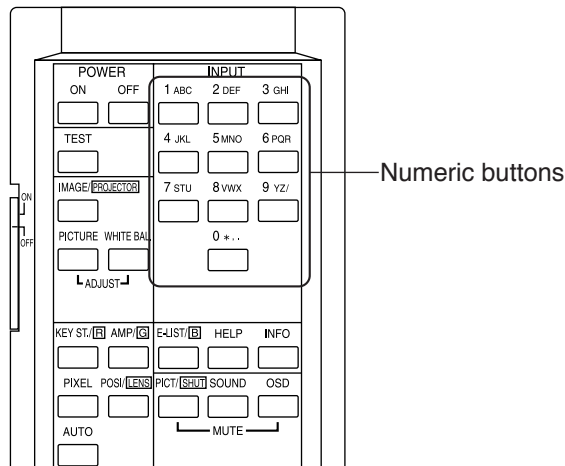 POWER INPUT
ON OFF 1 ABC 2 DEF 3 GHI
TEST 4 JKL 5 MNO 6 PQR
Numeric buttons
IMAGE/PROJECTOR 7 STU 8 VWX 9 YZ/
ON
OFF
PICTURE WHITE BAL. 0 *..
ADJUST
KEY ST./R AMP/G E-LIST/B HELP INFO
PIXEL POSI/LENS PICT/SHUT SOUND OSD
AUTO MUTE